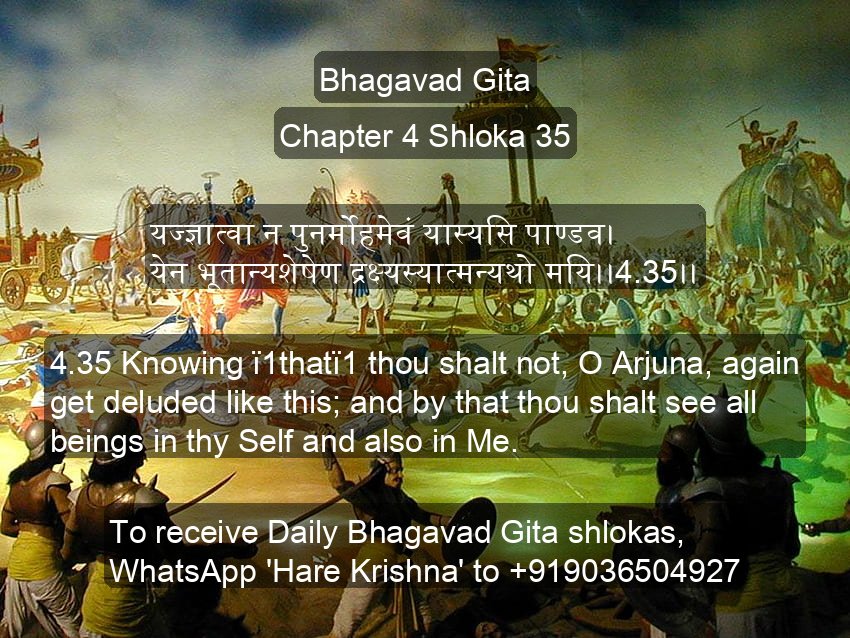 Bhagavad Gita
Chapter 4 Shloka 35
यज्ज्ञात्वा न पुनर्मोहमेवं यास्यसि पाण्डव।
येन भूतान्यशेषेण द्रक्ष्यस्यात्मन्यथो मयि।।4.35।।
4.35 Knowing ï1thatï1 thou shalt not, O Arjuna, again
get deluded like this; and by that thou shalt see all
beings in thy Self and also in Me.
To receive Daily Bhagavad Gita shlokas,
WhatsApp 'Hare Krishna' to +919036504927